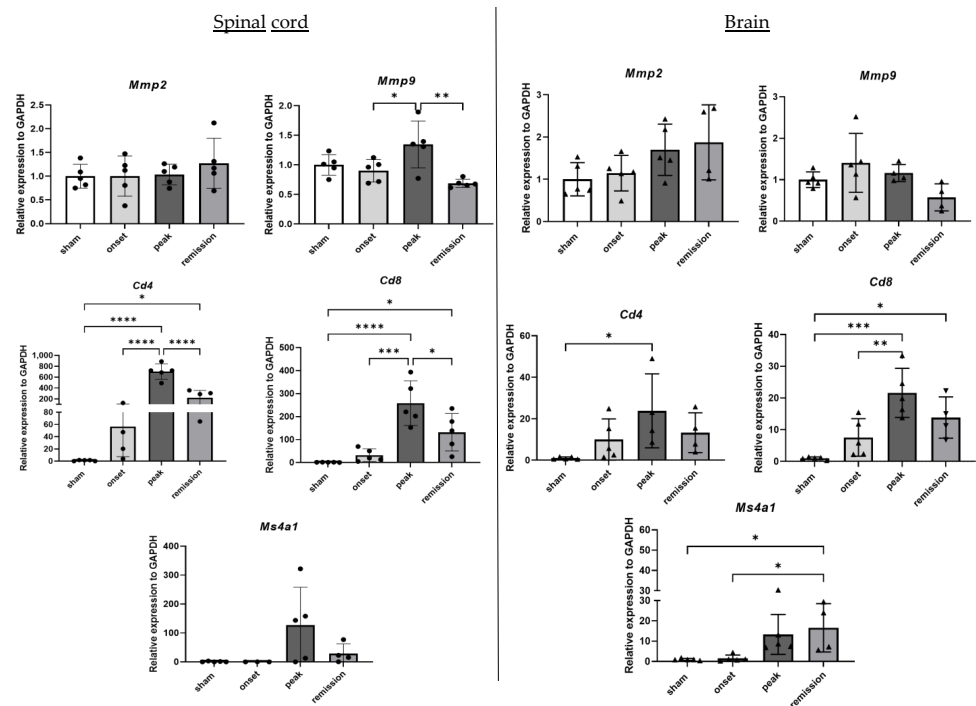 Spinal cord
Brain
Mmp2
Relative expression to GAPDH
2.5
2.0
1.5
1.0
0.5
0.0
sham
onset
peak
remission
Mmp9
Relative expression to GAPDH
2.0
1.5
1.0
0.5
0.0
* **
sham
onset
peak
remission
Mmp2
Relative expression to GAPDH
3
2
1
0
sham
onset
peak
remission
Mmp9
Relative expression to GAPDH
3
2
1
0
sham
onset
peak
remission
Cd4
Relative expression to GAPDH
*
****
**** ****
1,000
800
600
400
200
80
60
40
20
0
sham
onset
peak
remission
Cd8
Relative expression to GAPDH
*
****
*** *
500
400
300
200
100
0
sham
onset
peak
remission
Cd4
Relative expression to GAPDH
*
60
40
20
0
sham
onset
peak
remission
Cd8
Relative expression to GAPDH
*
***
**
40
30
20
10
0
sham
onset
peak
remission
Ms4a1
Relative expression to GAPDH
400
300
200
100
0
sham
onset
peak
remission
Ms4a1
Relative expression to GAPDH
*
*
60
50
40
30
30
20
10
0
sham
onset
peak
remission